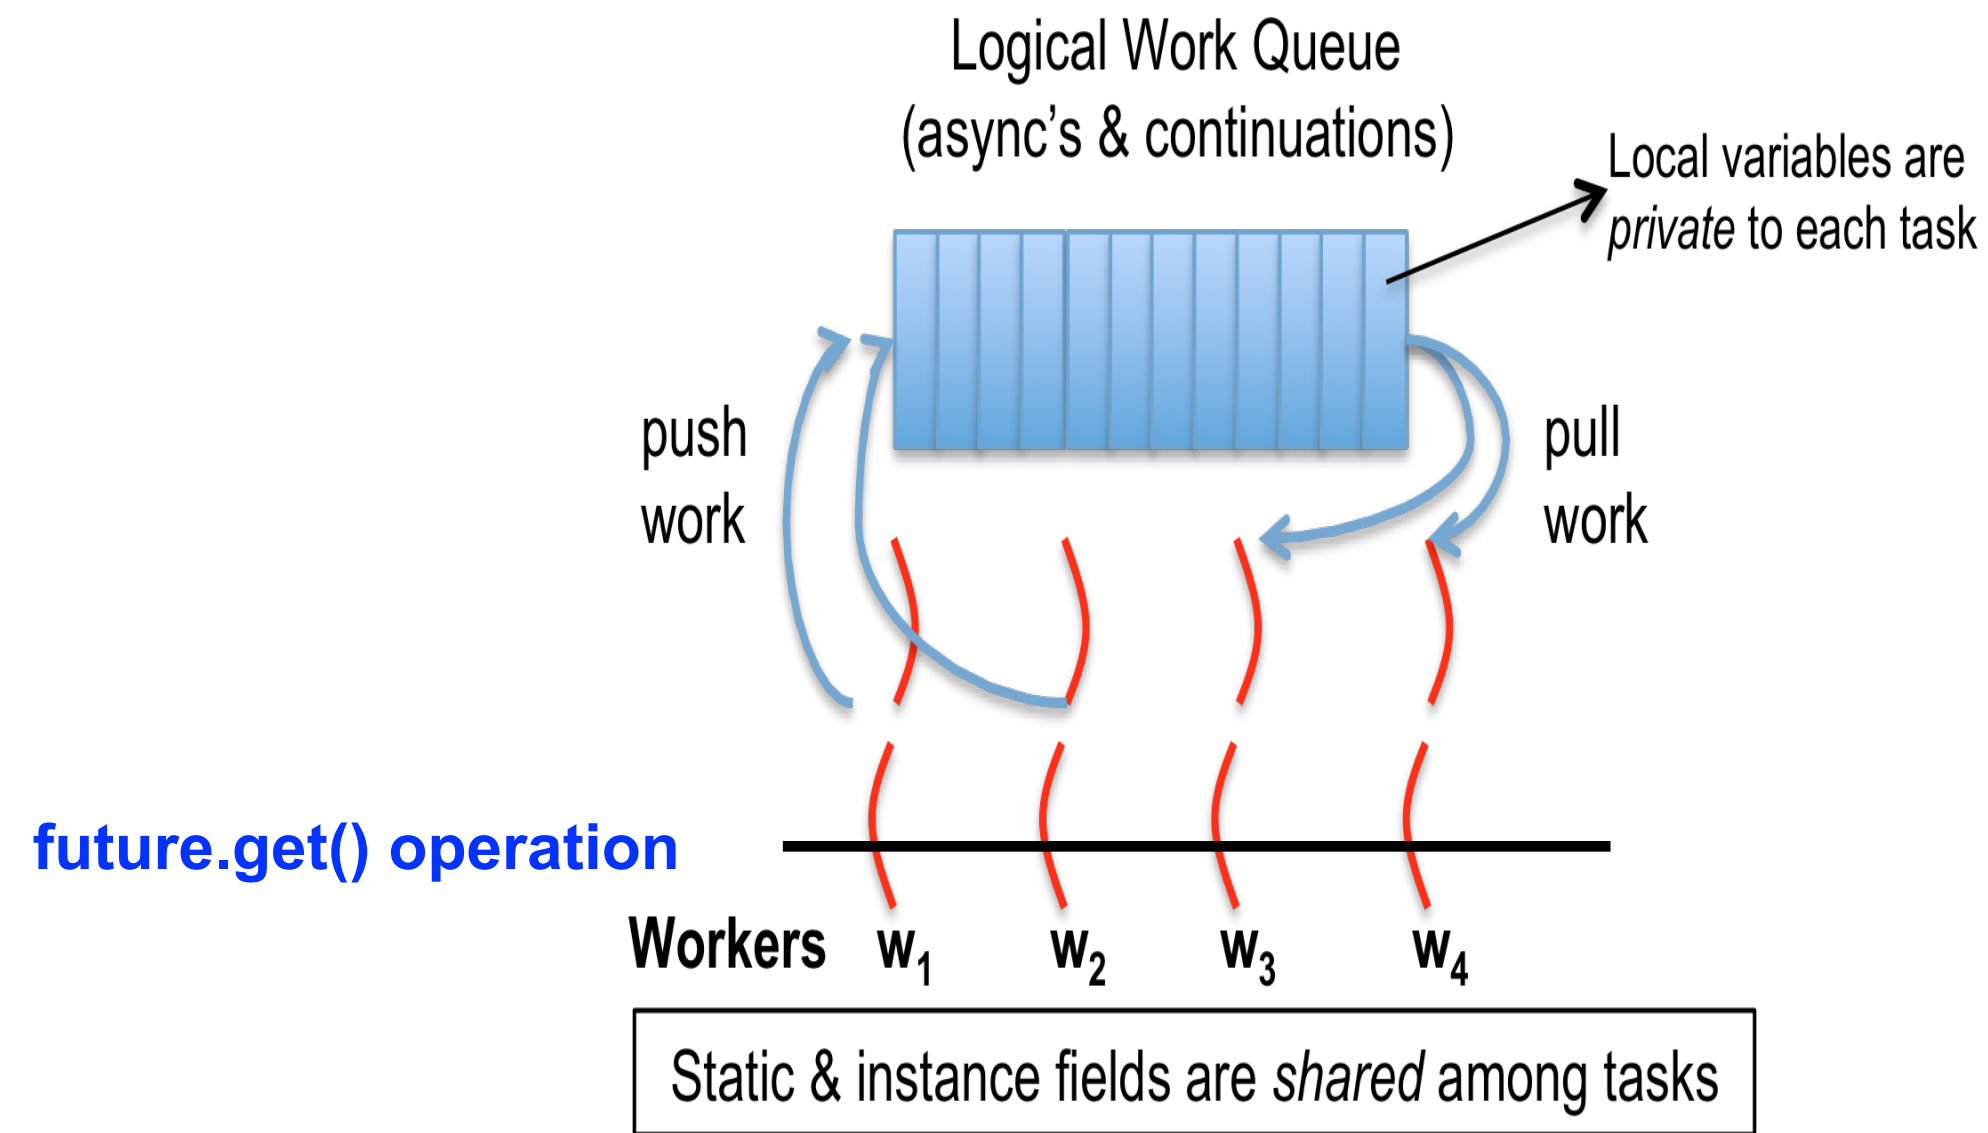 Logical Work Queue
(async’s & continuations)
Local variables are
private to each task
push
work
pull
work
future.get() operation
Workers w1 w2 w3 w4
Static & instance fields are shared among tasks